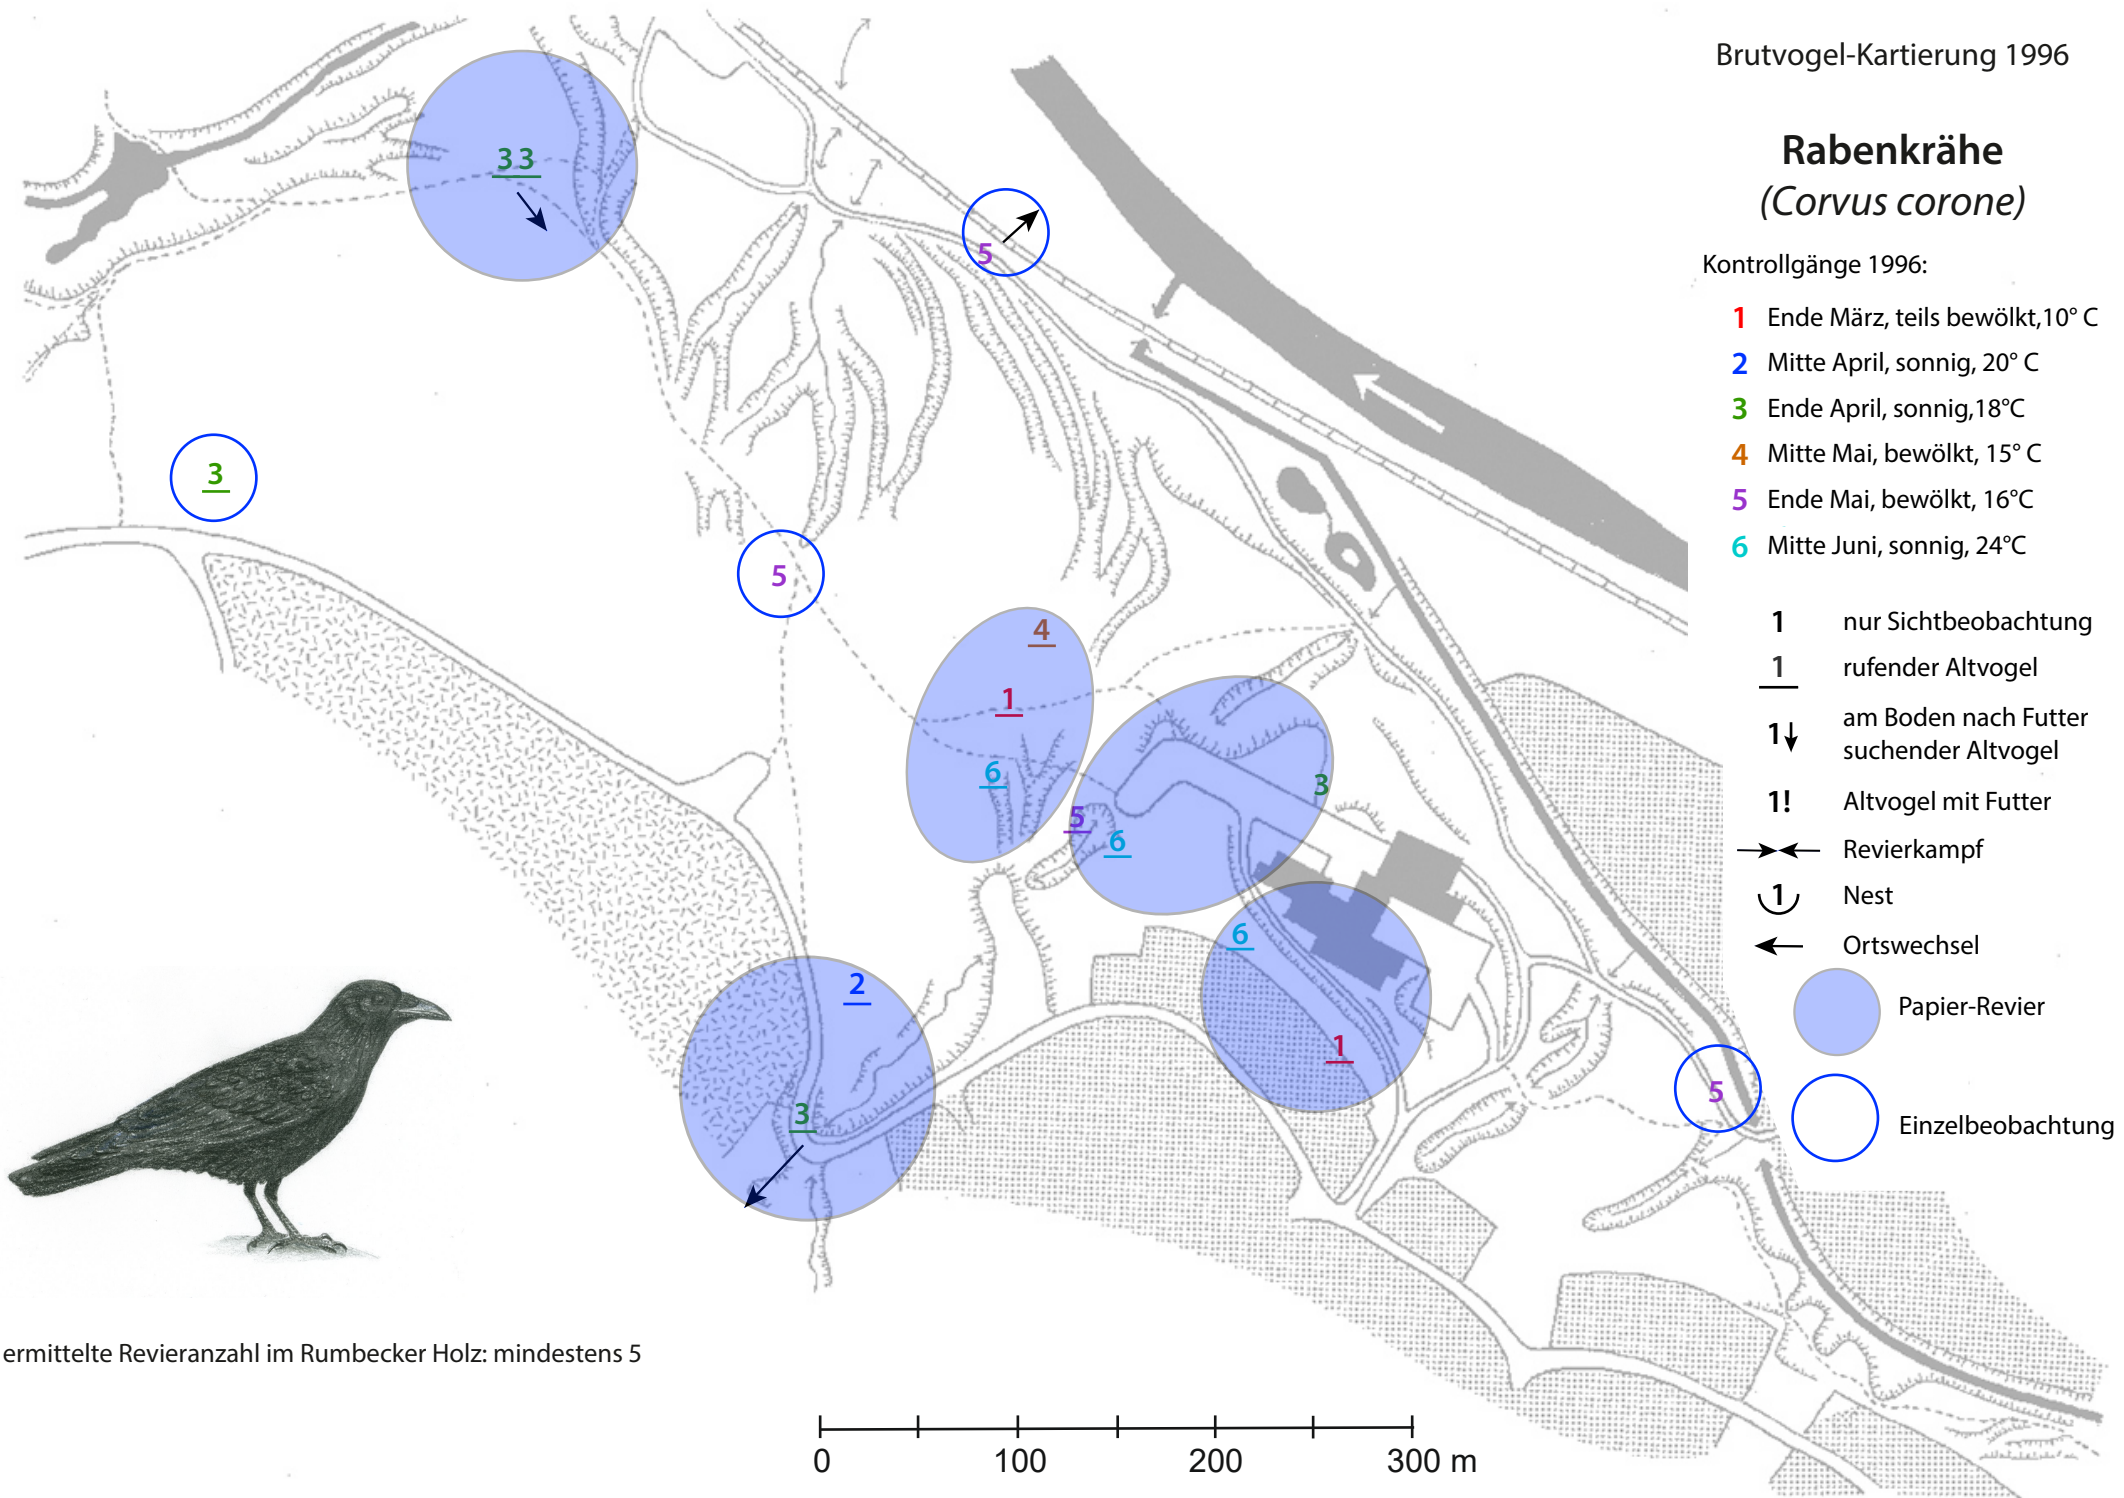 Brutvogel-Kartierung 1996
Rabenkrähe
(Corvus corone)
Kontrollgänge 1996:
1 Ende März, teils bewölkt,10° C
2 Mitte April, sonnig, 20° C
3 Ende April, sonnig,18°C
4 Mitte Mai, bewölkt, 15° C
5 Ende Mai, bewölkt, 16°C
6 Mitte Juni, sonnig, 24°C
1 nur Sichtbeobachtung
1 rufender Altvogel
1 am Boden nach Futter
suchender Altvogel
1! Altvogel mit Futter
Revierkampf
1 Nest
Ortswechsel
Papier-Revier
Einzelbeobachtung
33
5
3
5
4
1
6
3
5
6
6
1
2
3
5
ermittelte Revieranzahl im Rumbecker Holz: mindestens 5
0 100 200 300 m